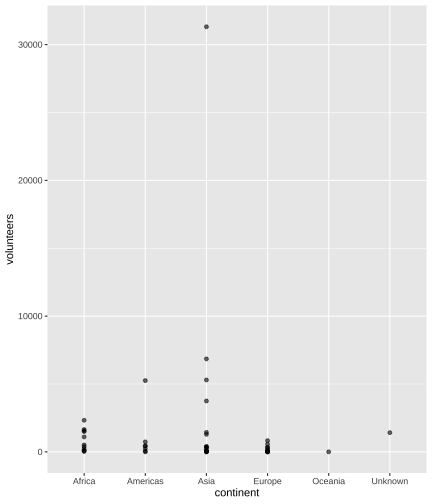 30000
20000
10000
0
volunteers
Africa Americas Asia Europe Oceania Unknown
continent